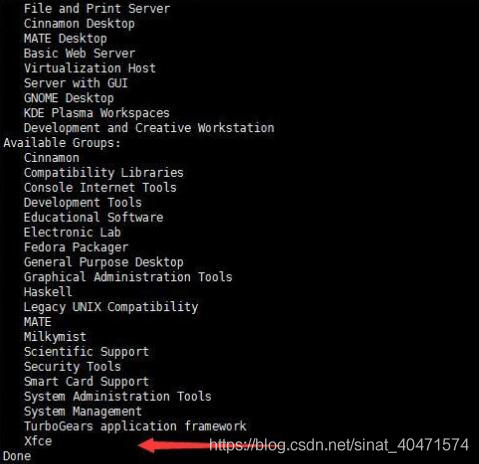 File and Print Server
Cinnamon Desktop
MATE Desktop
Basic Web Server
Virtualization Host
Server with GUI
GNOME Desktop
KDE Plasma Workspaces
Development and Creative Workstation
Available Groups:
Cinnamon
Compatibility Libraries
Console Internet Tools
Development Tools
Educational Software
Electronic Lab
Fedora Packager
General Purpose Desktop
Graphical Administration Tools
Haskell
Legacy UNIX Compatibility
MATE
Milkymist
Scientific Support
Security Tools
Smart Card Support
System Administration Tools
System Management
TurboGears application framework
Xfce
https://blog.csdn.net/sinat_40471574
Done